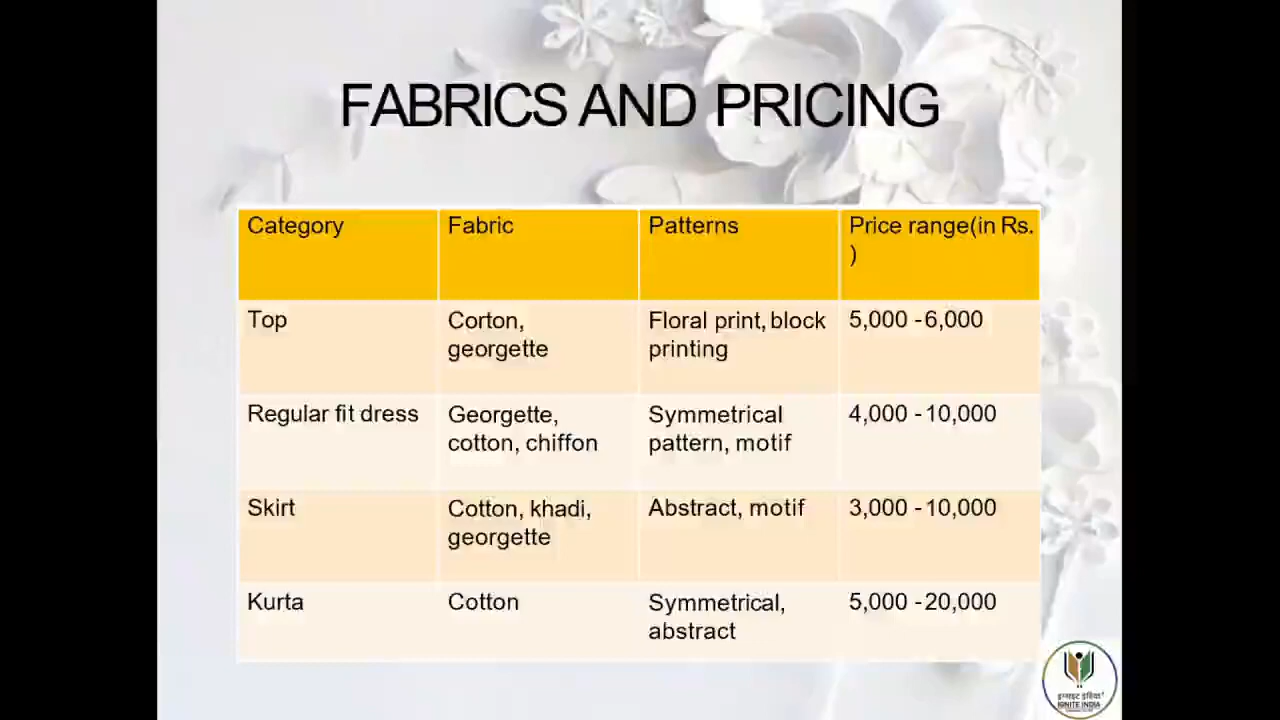 FABRICS AND PRICING
Category
Fabric
Patterns
Price range(in Rs.
)
Top
Corton,
georgette
Floral print, block
printing
5,000 - 6,000
Regular fit dress
Georgette,
cotton, chiffon
Symmetrical
pattern, motif
4,000 - 10,000
Skirt
Cotton, khadi,
georgette
Abstract, motif
3,000 - 10,000
Kurta
Cotton
Symmetrical,
abstract
5,000 - 20,000
इग्नाइट इंडिया
IGNITE INDIA